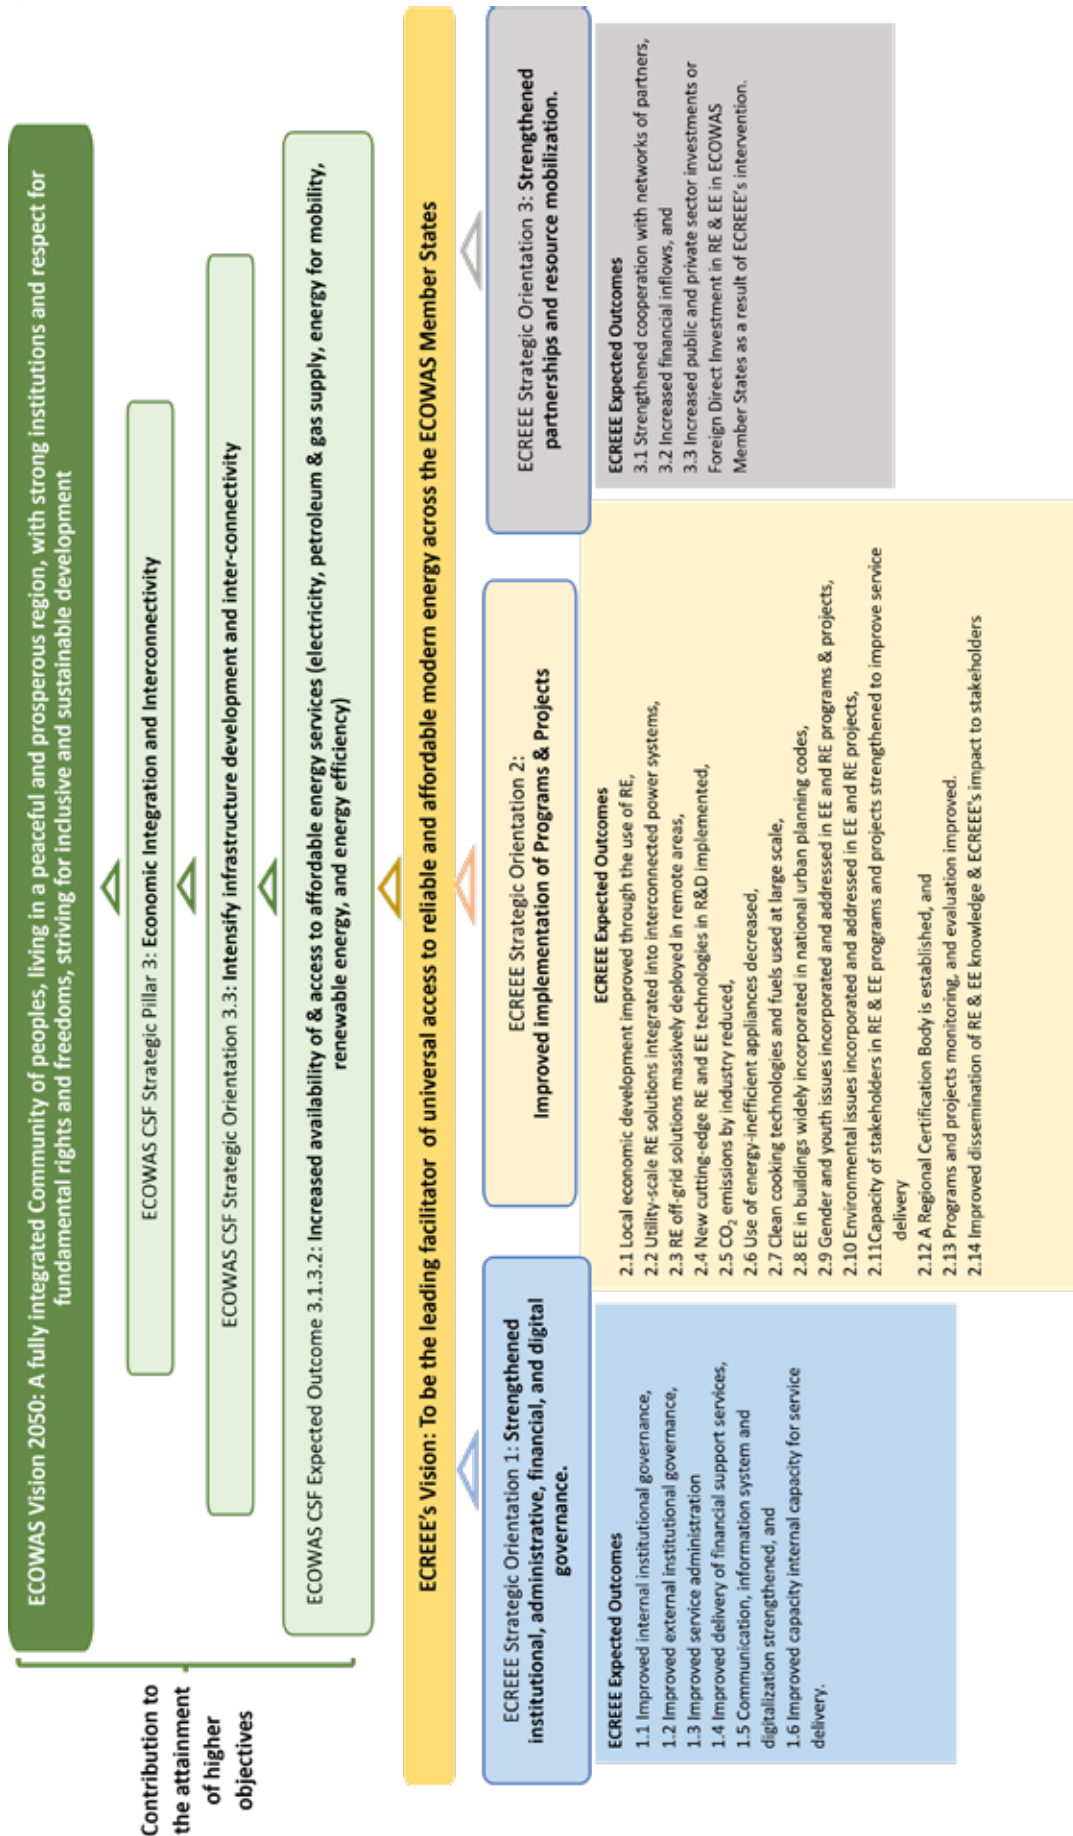 ECOWAS Vision 2050: A fully integrated Community of peoples, living in a peaceful and prosperous region, with strong institutions and respect for
fundamental rights and freedoms, striving for inclusive and sustainable development
Contribution to
the attainment
of higher
objectives
ECOWAS CSF Strategic Pillar 3: Economic Integration and Interconnectivity
ECOWAS CSF Strategic Orientation 3.3: Intensify infrastructure development and inter-connectivity
ECOWAS CSF Expected Outcome 3.1.3.2: Increased availability of & access to affordable energy services (electricity, petroleum & gas supply, energy for mobility,
renewable energy, and energy efficiency)
ECREEE's Vision: To be the leading facilitator of universal access to reliable and affordable modern energy across the ECOWAS Member States
ECREEE Strategic Orientation 1: Strengthened
institutional, administrative, financial, and digital
governance.
ECREEE Expected Outcomes
1.1 Improved internal institutional governance,
1.2 Improved external institutional governance,
1.3 Improved service administration
1.4 Improved delivery of financial support services,
1.5 Communication, information system and
digitalization strengthened, and
1.6 Improved capacity internal capacity for service
delivery.
ECREEE Strategic Orientation 2:
Improved implementation of Programs & Projects
ECREEE Expected Outcomes
2.1 Local economic development improved through the use of RE,
2.2 Utility-scale RE solutions integrated into interconnected power systems,
2.3 RE off-grid solutions massively deployed in remote areas,
2.4 New cutting-edge RE and EE technologies in R&D implemented,
2.5 CO₂ emissions by industry reduced,
2.6 Use of energy-inefficient appliances decreased,
2.7 Clean cooking technologies and fuels used at large scale,
2.8 EE in buildings widely incorporated in national urban planning codes,
2.9 Gender and youth issues incorporated and addressed in EE and RE programs & projects,
2.10 Environmental issues incorporated and addressed in EE and RE projects,
2.11Capacity of stakeholders in RE & EE programs and projects strengthened to improve service
delivery
2.12 A Regional Certification Body is established, and
2.13 Programs and projects monitoring, and evaluation improved.
2.14 Improved dissemination of RE & EE knowledge & ECREEE's impact to stakeholders
ECREEE Strategic Orientation 3: Strengthened
partnerships and resource mobilization.
ECREEE Expected Outcomes
3.1 Strengthened cooperation with networks of partners,
3.2 Increased financial inflows, and
3.3 Increased public and private sector investments or
Foreign Direct Investment in RE & EE in ECOWAS
Member States as a result of ECREEE's intervention.